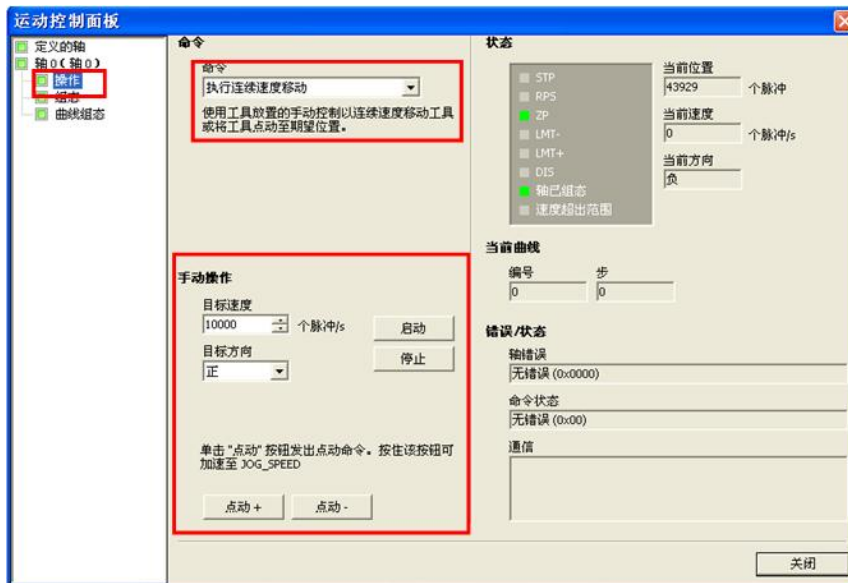 运动控制面板
定义的轴
轴0(轴0)
操作
组态
曲线组态
命令
命令
执行连续速度移动
使用工具放置的手动控制以连续速度移动工具
或将工具点动至期望位置。
手动操作
目标速度
10000 个脉冲/s
启动
目标方向
停止
正
单击 "点动" 按钮发出点动命令。按住该按钮可
加速至 JOG_SPEED
点动 + 点动 -
状态
STP
RPS
ZP
LMT-
LMT+
DIS
轴已组态
速度超出范围
当前位置
43929 个脉冲
当前速度
0 个脉冲/s
当前方向
负
当前曲线
编号 步
0 0
错误/状态
轴错误
无错误 (0x0000)
命令状态
无错误 (0x00)
通信
关闭